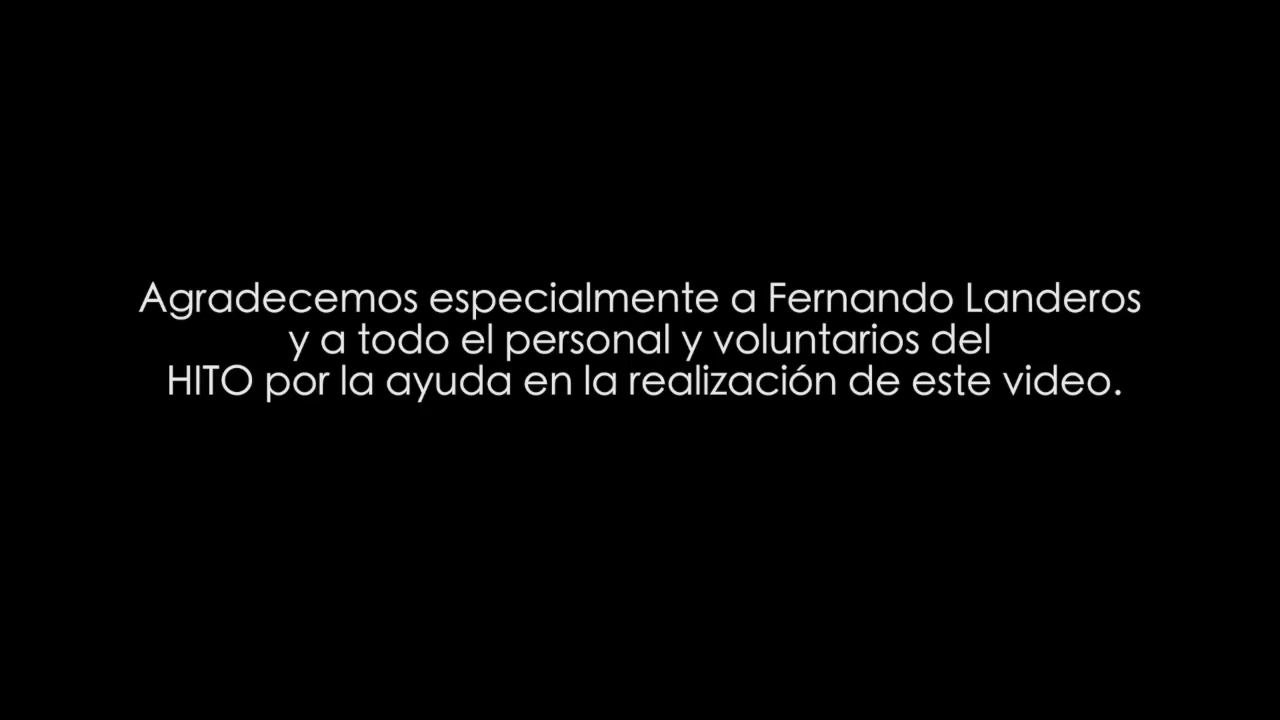 Agradecemos especialmente a Fernando Landeros
y a todo el personal y voluntarios del
HITO por la ayuda en la realización de este video.